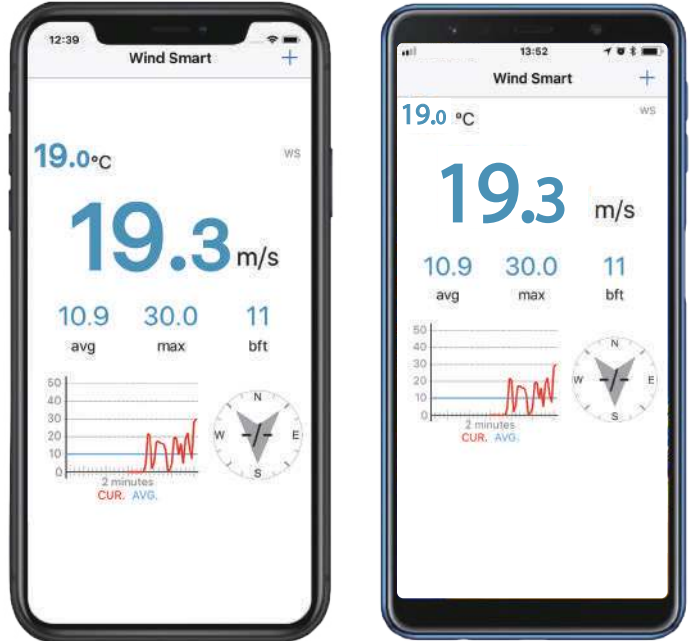 12:39
Wind Smart +
19.0°C
WS
19.3 m/s
10.9 30.0 11
avg max bft
50
40
30
20
10
0
2 minutes
CUR. AVG.
N
W E
S
13:52
Wind Smart +
19.0 °C
WS
19.3 m/s
10.9 30.0 11
avg max bft
50
40
30
20
10
0
2 minutes
CUR. AVG.
N
W E
S